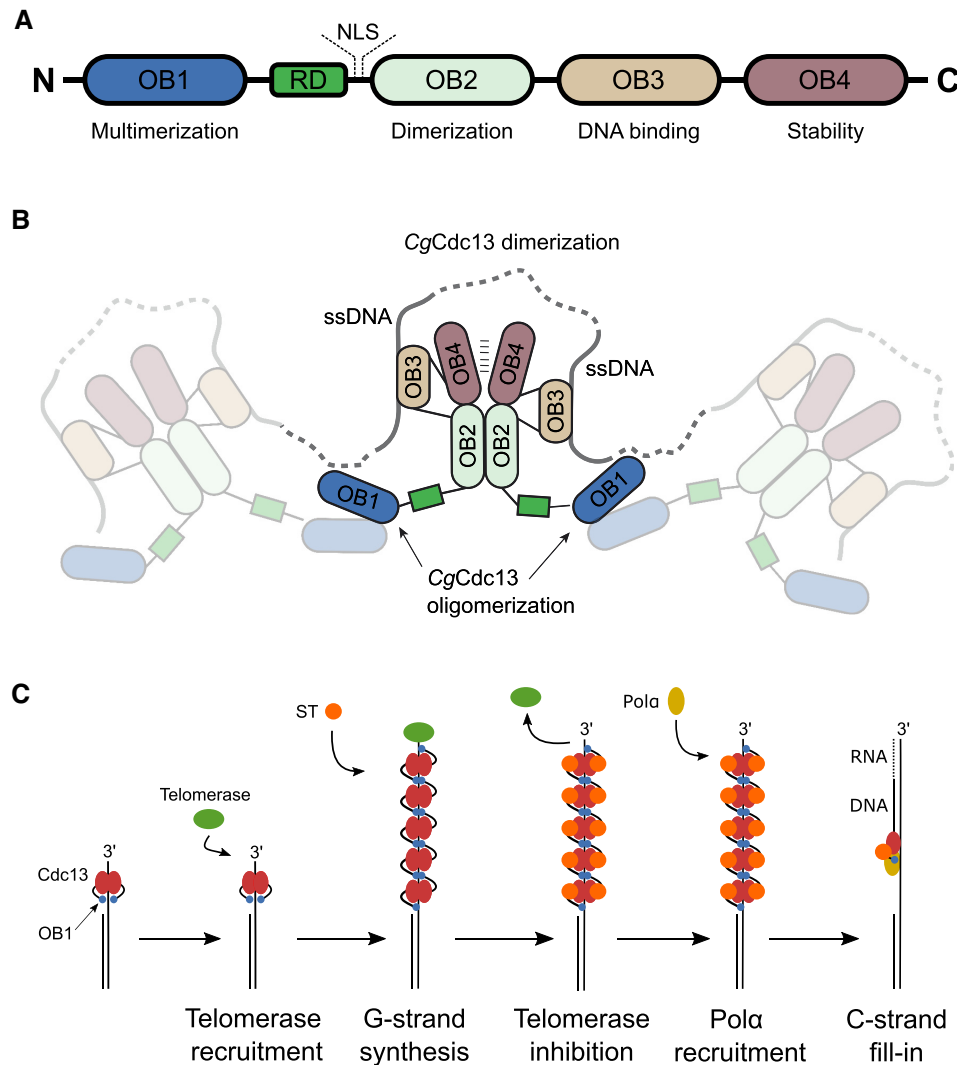 A
NLS
N OB1 RD OB2 OB3 OB4 C
Multimerization Dimerization DNA binding Stability
B
CgCdc13 dimerization
ssDNA
OB4 OB4
OB3
ssDNA
OB3
OB2 OB2
OB1 OB1
CgCdc13
oligomerization
C
ST
Polα
3' 3'
RNA
Telomerase
DNA
3' 3'
Cdc13
OB1
Telomerase
recruitment
G-strand
synthesis
Telomerase
inhibition
Polα
recruitment
C-strand
fill-in